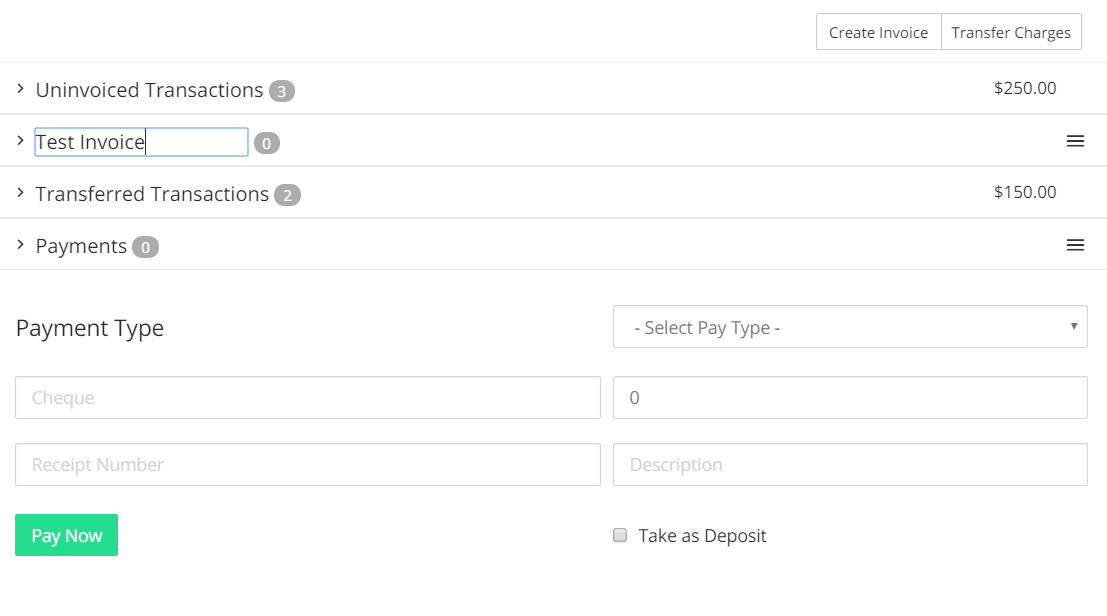 Create Invoice Transfer Charges
Uninvoiced Transactions 3 $250.00
Test Invoice 0
Transferred Transactions 2 $150.00
Payments 0
Payment Type - Select Pay Type -
Cheque 0
Receipt Number Description
Pay Now Take as Deposit